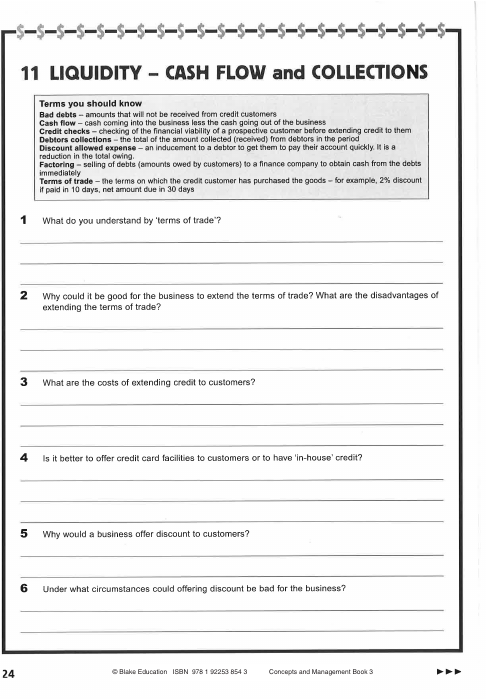 11 LIQUIDITY – CASH FLOW and COLLECTIONS
Terms you should know
Bad debts – amounts that will not be received from credit customers
Cash flow – cash coming into the business less the cash going out of the business
Credit checks – checking of the financial viability of a prospective customer before extending credit to them
Debtors collections – the total of the amount collected (received) from debtors in the period
Discount allowed expense – an inducement to a debtor to get them to pay their account quickly. It is a
reduction in the total owing.
Factoring – selling of debts (amounts owed by customers) to a finance company to obtain cash from the debts
immediately
Terms of trade – the terms on which the credit customer has purchased the goods – for example, 2% discount
if paid in 10 days, net amount due in 30 days
1 What do you understand by 'terms of trade'?
2 Why could it be good for the business to extend the terms of trade? What are the disadvantages of
extending the terms of trade?
3 What are the costs of extending credit to customers?
4 Is it better to offer credit card facilities to customers or to have 'in-house' credit?
5 Why would a business offer discount to customers?
6 Under what circumstances could offering discount be bad for the business?
24 © Blake Education ISBN 978 1 92253 854 3 Concepts and Management Book 3